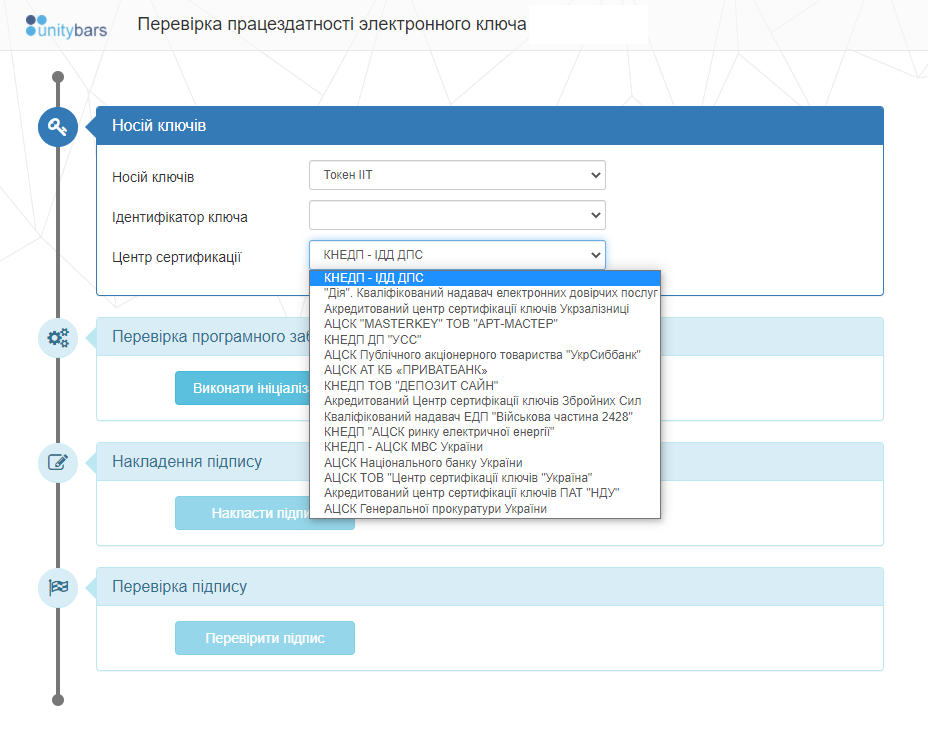 unitybars
Перевірка працездатності электронного ключа
Носій ключів
Носій ключів
Токен ІІТ
Ідентифікатор ключа
Центр сертификації
КНЕДП - ІДД ДПС
КНЕДП - ІДД ДПС
"Дія". Кваліфікований надавач електронних довірчих послуг
Акредитований центр сертифікації ключів Укрзалізниці
АЦСК "MASTERKEY" ТОВ "АРТ-МАСТЕР"
КНЕДП ДП "УСС"
АЦСК Публічного акціонерного товариства "УкрСиббанк"
АЦСК АТ КБ «ПРИВАТБАНК»
КНЕДП ТОВ "ДЕПОЗИТ САЙН"
Акредитований Центр сертифікації ключів Збройних Сил
Кваліфікований надавач ЕДП "Військова частина 2428"
КНЕДП "АЦСК ринку електричної енергії"
КНЕДП - АЦСК МВС України
АЦСК Національного банку України
АЦСК ТОВ "Центр сертифікації ключів "Україна"
Акредитований центр сертифікації ключів ПАТ "НДУ"
АЦСК Генеральної прокуратури України
Перевірка програмного заб
Виконати ініціаліз
Накладення підпису
Накласти підпи
Перевірка підпису
Перевірити підпис